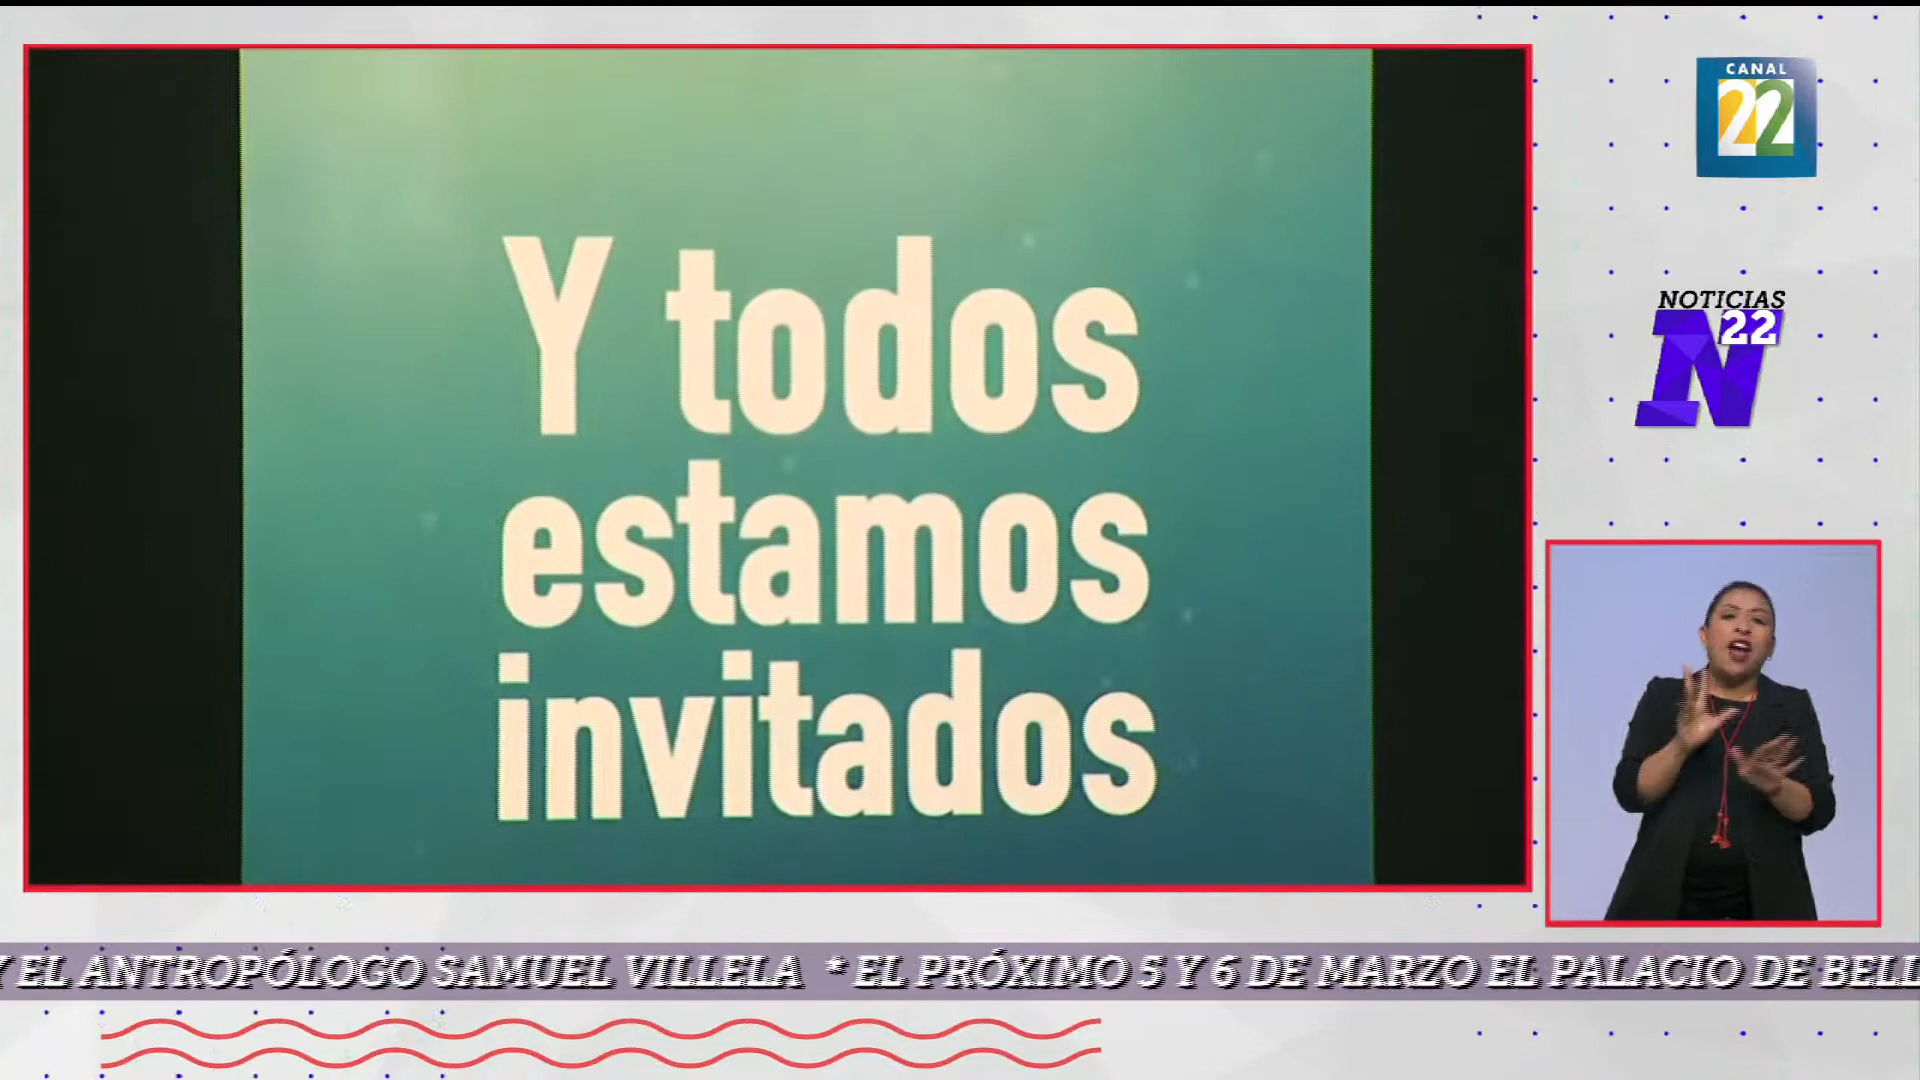 CANAL
22
Y todos
estamos
invitados
NOTICIAS
N22
Y EL ANTROPÓLOGO SAMUEL VILLELA * EL PRÓXIMO 5 Y 6 DE MARZO EL PALACIO DE BELL